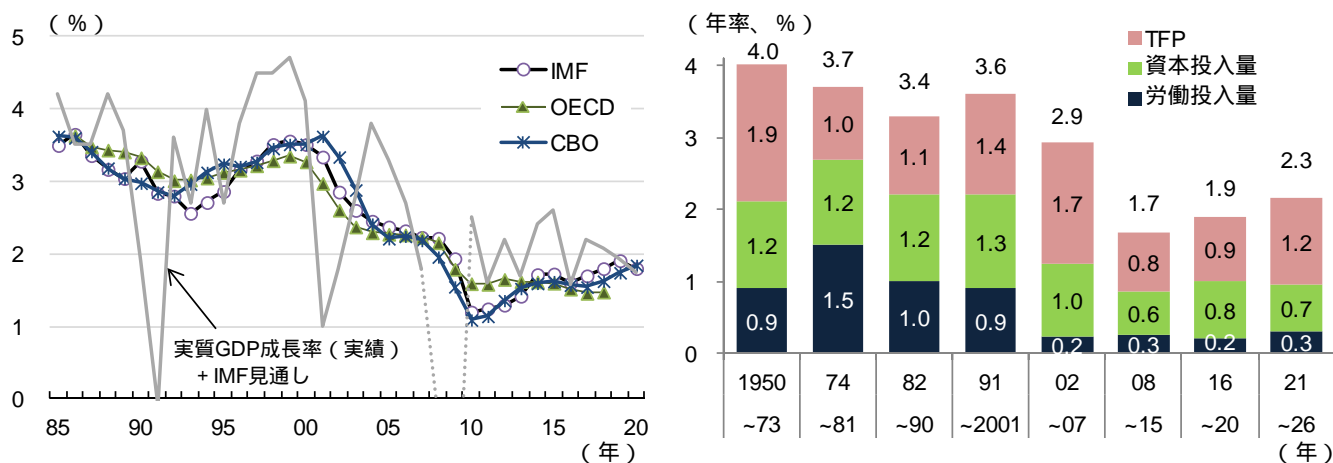 （％）
5
4
3
2
1
0
IMF
OECD
CBO
実質GDP成長率（実績）
＋IMF見通し
85 90 95 00 05 10 15 20
（年）
（年率、％）
TFP
資本投入量
労働投入量
4
3
2
1
0
4.0 3.7 3.4 3.6 2.9 1.7 1.9 2.3
1.9 1.0 1.1 1.4 1.7 0.8 0.9 1.2
1.2 1.2 1.2 1.3 1.0 0.6 0.8 0.7
0.9 1.5 1.0 0.9 0.2 0.3 0.2 0.3
1950 74 82 91 02 08 16 21
~73 ~81 ~90 ~2001 ~07 ~15 ~20 ~26
（年）